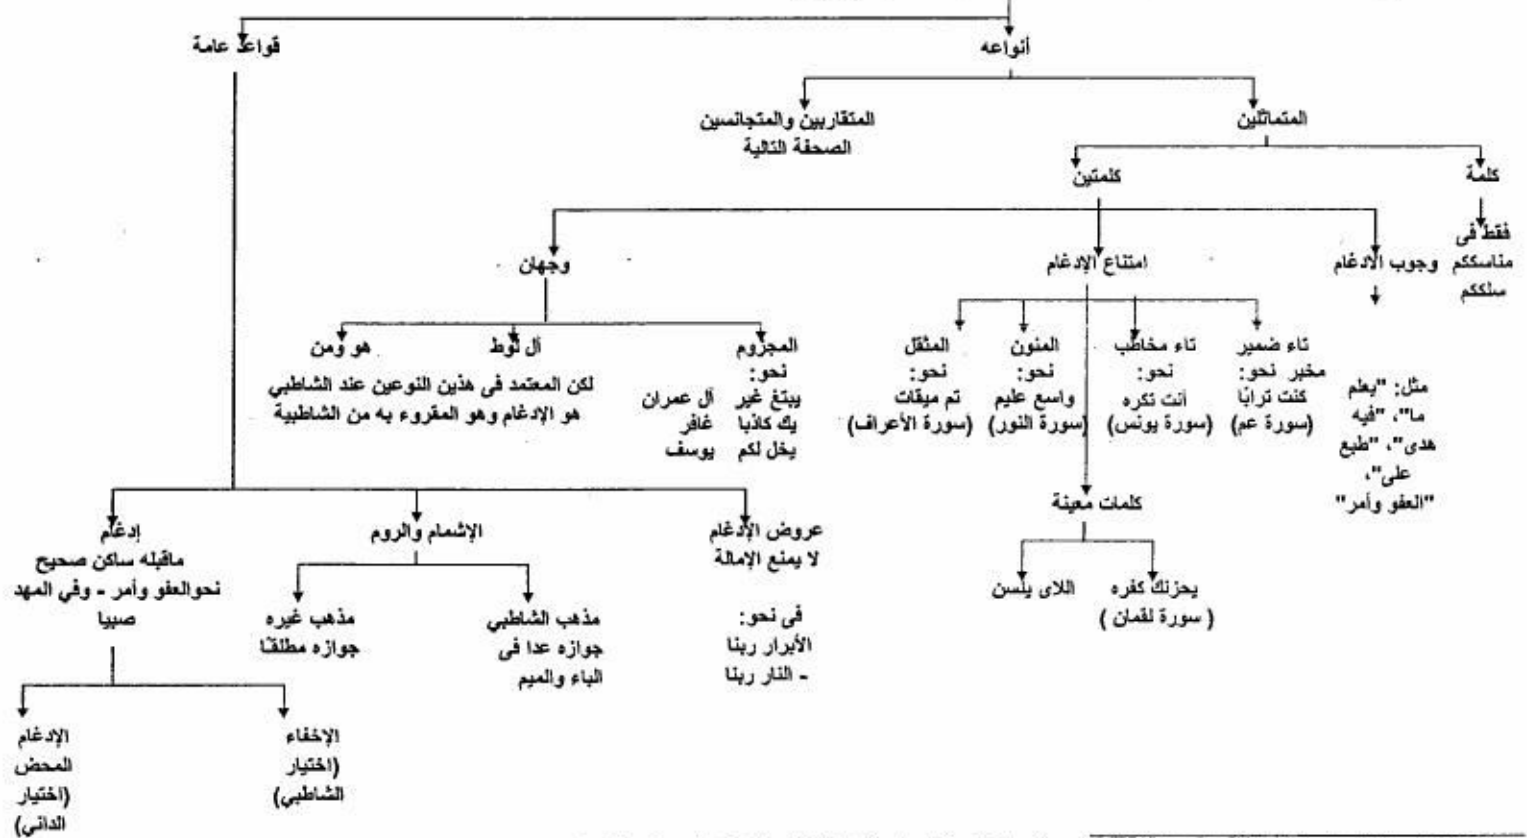 أنواعه
قواعد عامة
المتماثلين
المتقاربين والمتجانسين
الصحفة التالية
كلمة
كلمتين
فقط فى
مناسككم
سلككم
وجوب الادغام
امتناع الإدغام
وجهان
مثل: "يعلم
ما"، "فيه
هدى"، "طبع
على"،
"العفو وأمر"
تاء ضمير
مخبر نحو:
كنت ترابًا
(سورة عم)
تاء مخاطب
نحو:
أنت تكره
(سورة يونس)
المنون
نحو:
واسع عليم
(سورة النور)
المثقل
نحو:
تم ميقات
(سورة الأعراف)
كلمات معينة
يحزنك كفره
( سورة لقمان )
اللاى يئسن
المجزوم
نحو:
يبتغ غير آل عمران
يك كاذبا غافر
يخل لكم يوسف
آل لوط
هو ومن
لكن المعتمد فى هذين النوعين عند الشاطبي
هو الإدغام وهو المقروء به من الشاطبية
عروض الإدغام
لا يمنع الإمالة
فى نحو:
الأبرار ربنا
- النار ربنا
الإشمام والروم
مذهب الشاطبي
جوازه عدا فى
الباء والميم
مذهب غيره
جوازه مطلقًا
إدغام
ماقبله ساكن صحيح
نحوالعفو وأمر - وفي المهد
صبيا
الإخفاء
(اختيار
الشاطبي)
الإدغام
المحض
(اختيار
الداني)